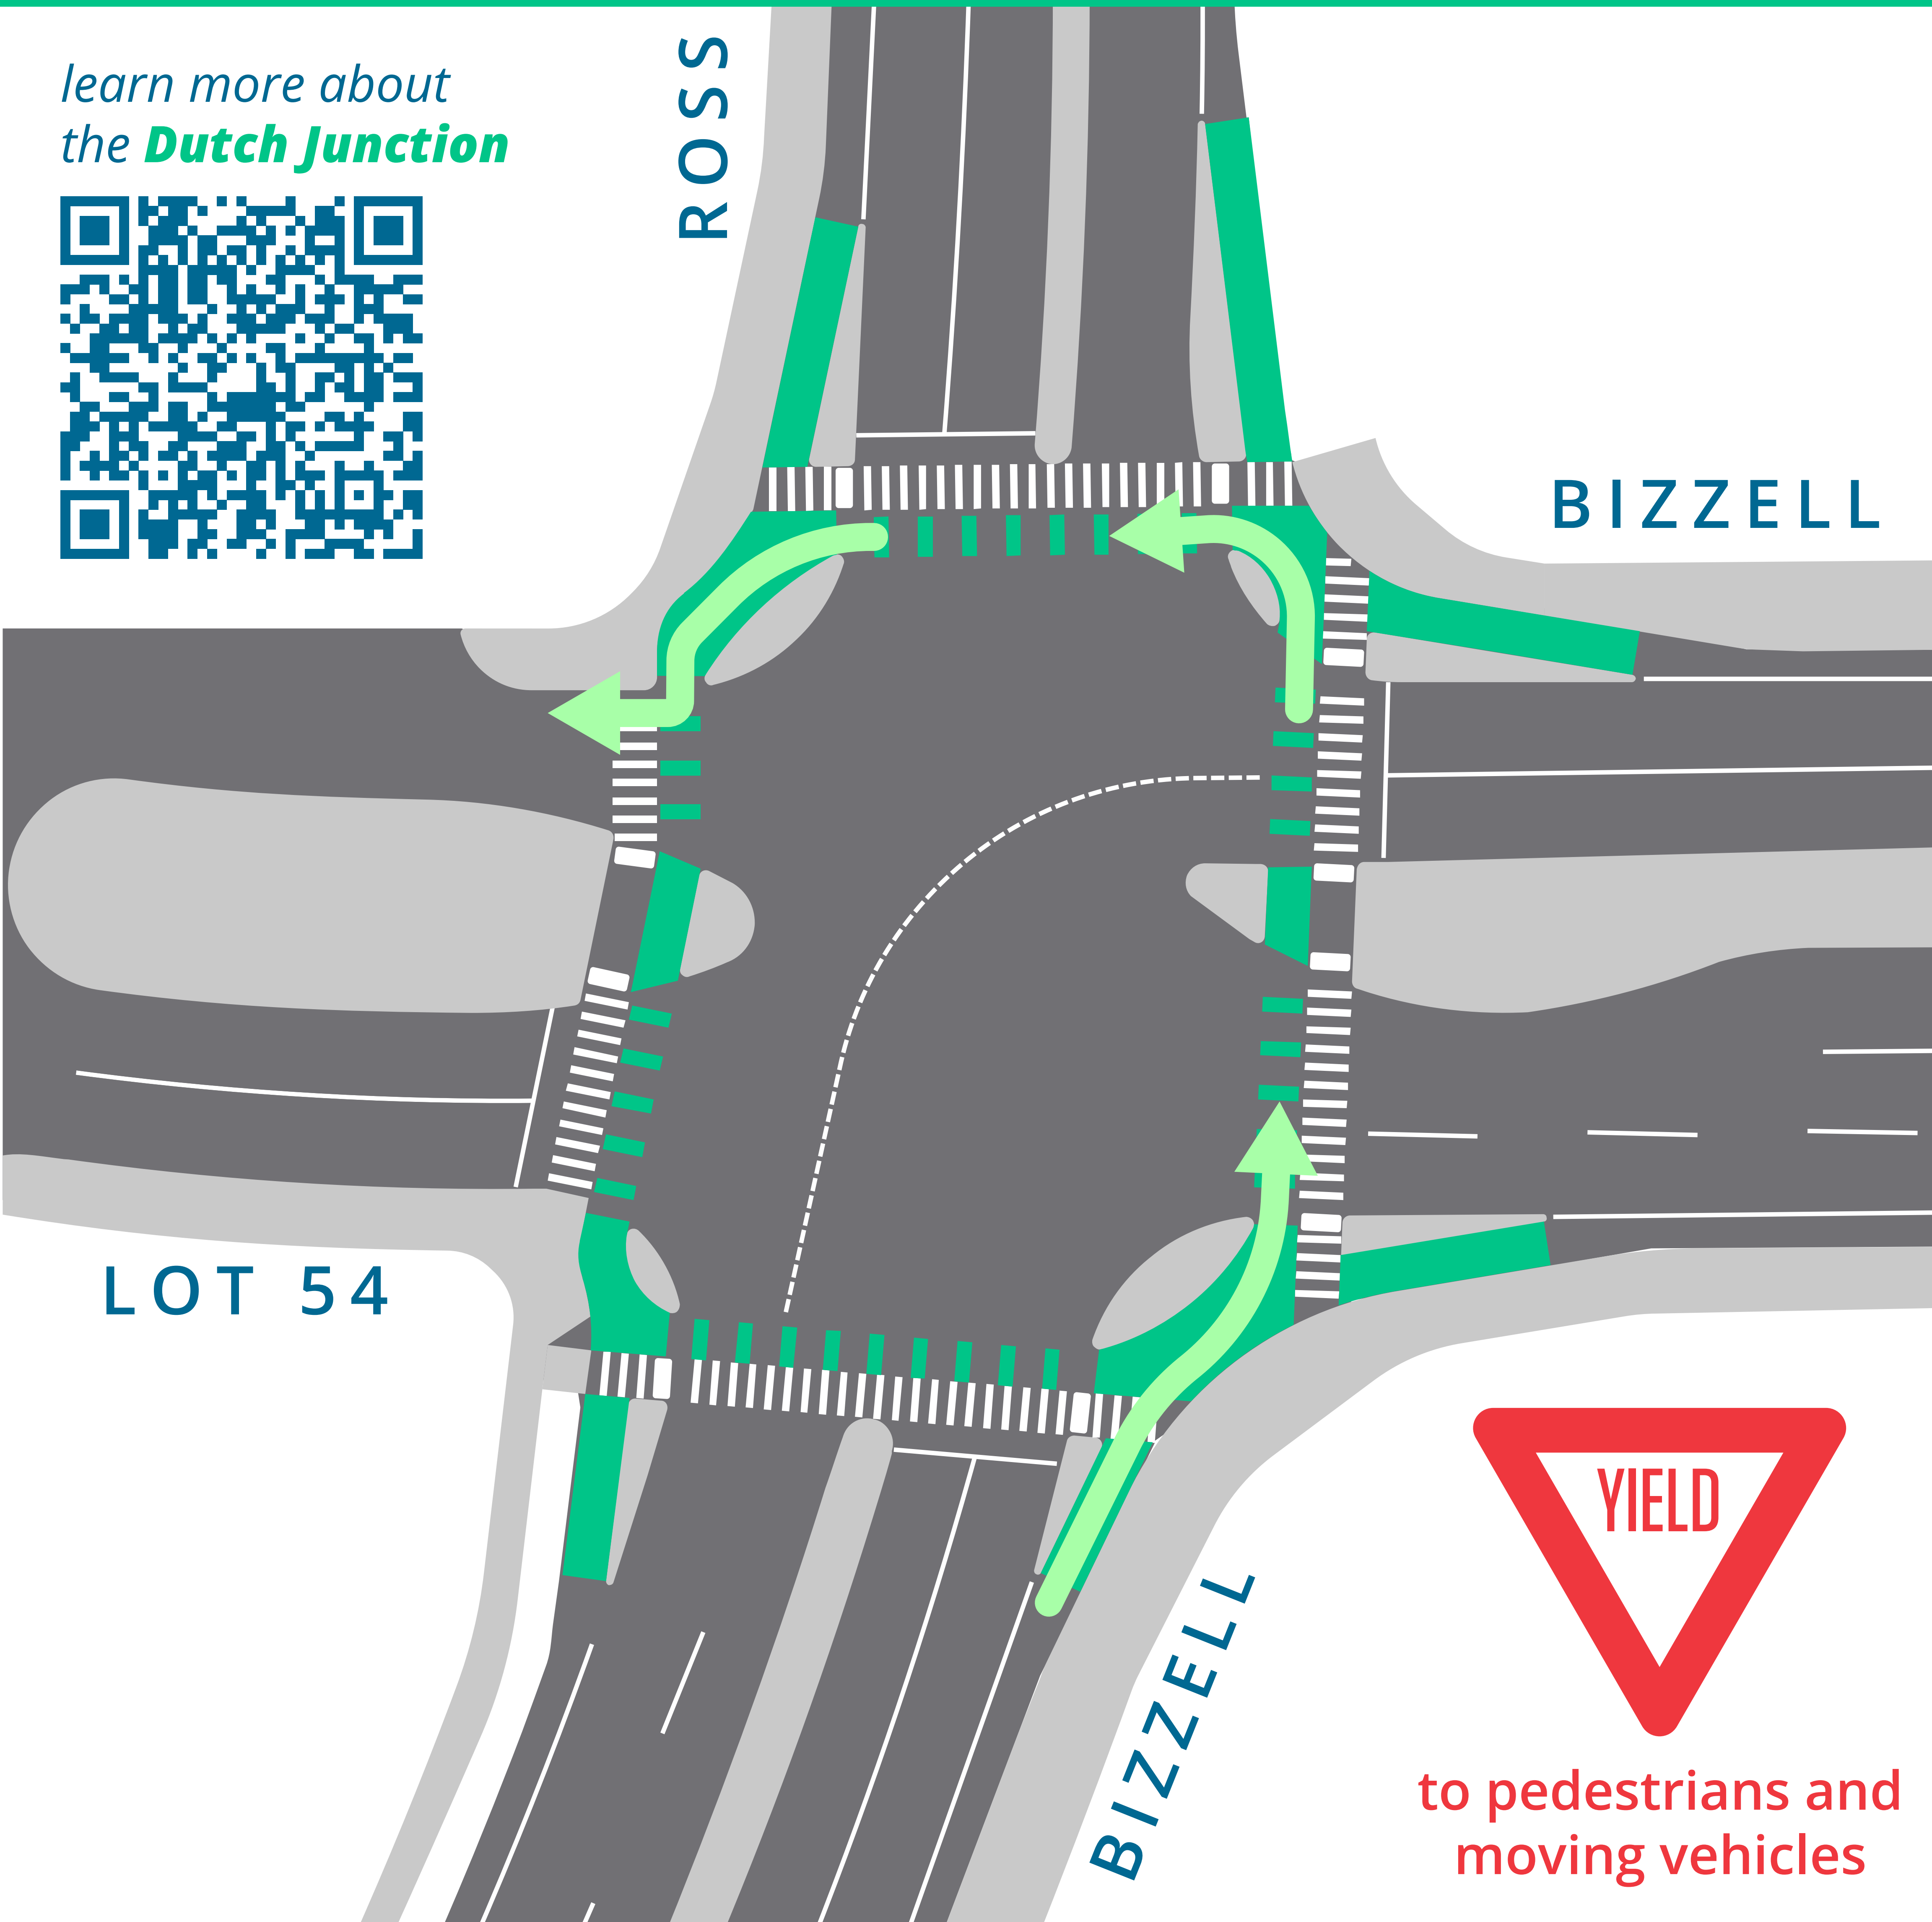 learn more about
the Dutch Junction
ROSS
BIZZELL
LOT 54
BIZZELL
YIELD
to pedestrians and
moving vehicles